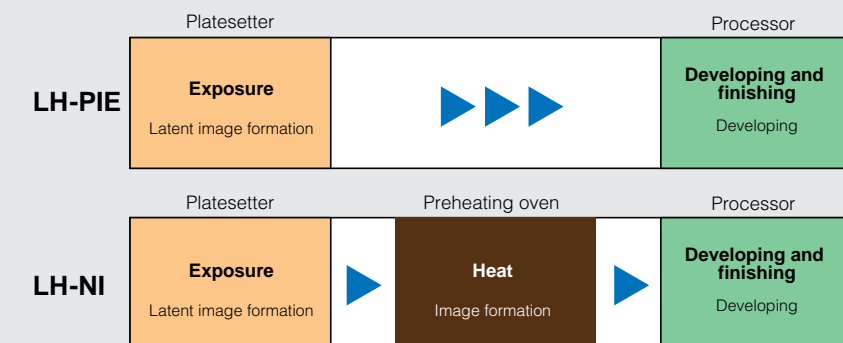 Platesetter
Processor
LH-PIE
Exposure
Latent image formation
Developing and
finishing
Developing
Platesetter
Preheating oven
Processor
LH-NI
Exposure
Latent image formation
Heat
Image formation
Developing and
finishing
Developing